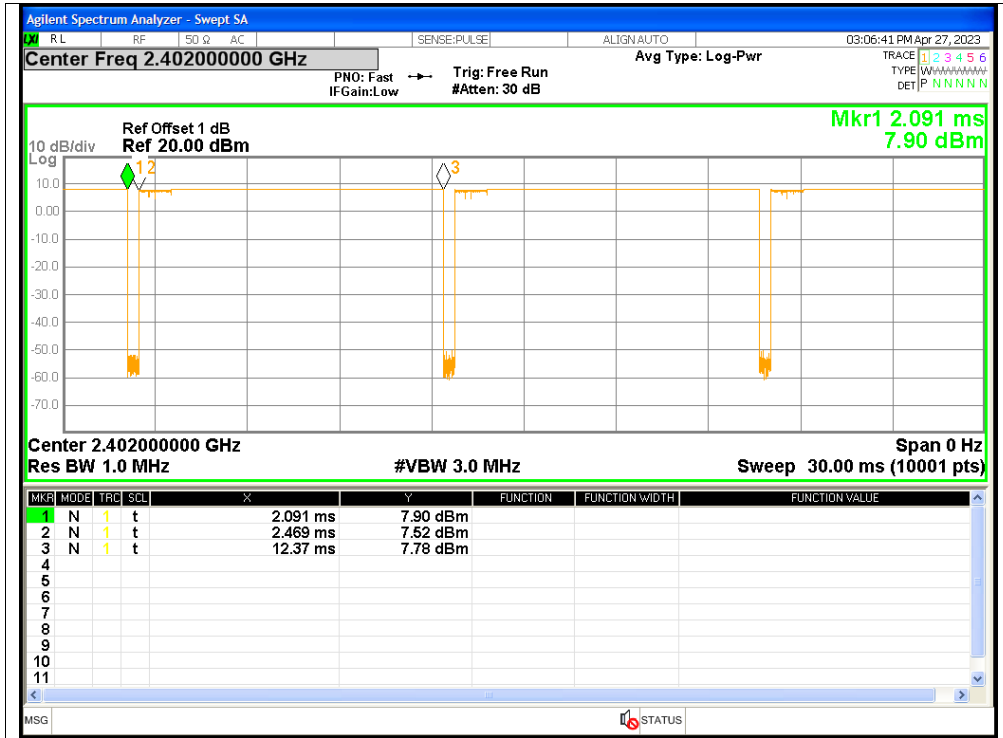 Agilent Spectrum Analyzer - Swept SA
LXI RL RF 50 Ω AC SENSE:PULSE ALIGN AUTO 03:06:41 PM Apr 27, 2023
Center Freq 2.402000000 GHz Avg Type: Log-Pwr TRACE 1 2 3 4 5 6
PNO: Fast Trig: Free Run TYPE WWWWWWW
IFGain:Low #Atten: 30 dB DET P N N N N N
Mkr1 2.091 ms
Ref Offset 1 dB
10 dB/div Ref 20.00 dBm 7.90 dBm
Log
1 2 3
10.0
0.00
-10.0
-20.0
-30.0
-40.0
-50.0
-60.0
-70.0
Center 2.402000000 GHz Span 0 Hz
Res BW 1.0 MHz #VBW 3.0 MHz Sweep 30.00 ms (10001 pts)
MKR MODE TRC SCL X Y FUNCTION FUNCTION WIDTH FUNCTION VALUE
1 N 1 t 2.091 ms 7.90 dBm
2 N 1 t 2.469 ms 7.52 dBm
3 N 1 t 12.37 ms 7.78 dBm
4
5
6
7
8
9
10
11
MSG STATUS